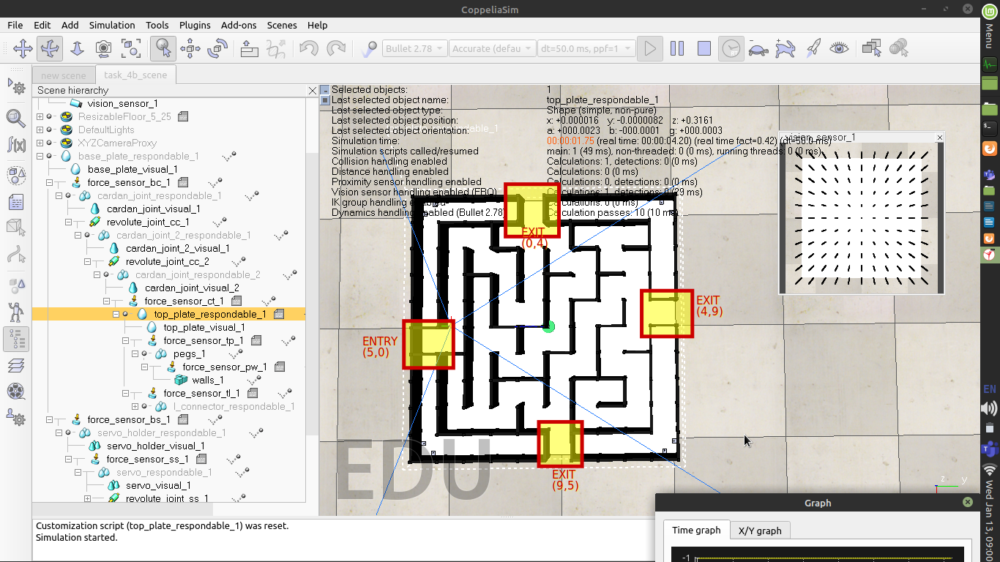 CoppeliaSim
File Edit Add Simulation Tools Plugins Add-ons Scenes Help
Bullet 2.78 Accurate (defau dt=50.0 ms, ppf=1
new scene task_4b_scene
Scene hierarchy
vision_sensor_1
ResizableFloor_5_25
DefaultLights
XYZCameraProxy
base_plate_respondable_1
base_plate_visual_1
force_sensor_bc_1
cardan_joint_respondable_1
cardan_joint_visual_1
revolute_joint_cc_1
cardan_joint_2_respondable_1
cardan_joint_2_visual_1
revolute_joint_cc_2
cardan_joint_respondable_2
cardan_joint_visual_2
force_sensor_ct_1
top_plate_respondable_1
top_plate_visual_1
force_sensor_tp_1
pegs_1
force_sensor_pw_1
walls_1
force_sensor_tl_1
l_connector_respondable_1
force_sensor_bs_1
servo_holder_respondable_1
servo_holder_visual_1
force_sensor_ss_1
servo_respondable_1
servo_visual_1
revolute_joint_ss_1
Selected objects: 1
Last selected object name: top_plate_respondable_1
Last selected object type: Shape (simple, non-pure)
Last selected object position: x: +0.000016 y: -0.0000082 z: +0.3161
Last selected object orientation: a: +000.0023 b: -000.0001 g: +000.0003
Simulation time: 00:00:01.75 (real time: 00:00:04.20) (real time fact=0.42) (dt=50.0 ms)
Simulation scripts called/resumed main: 1 (49 ms), non-threaded: 0 (0 ms), running threads: 0 (0 ms)
Collision handling enabled Calculations: 1, detections: 0 (0 ms)
Distance handling enabled Calculations: 0 (0 ms)
Proximity sensor handling enabled Calculations: 0, detections: 0 (0 ms)
Vision sensor handling enabled (FBO) Calculations: 1, detections: 0 (29 ms)
IK group handling enabled Calculations: 0 (0 ms)
Dynamics handling enabled (Bullet 2.78) Calculation passes: 10 (10 ms)
vision_sensor_1
EXIT
(0,4)
EXIT
(4,9)
ENTRY
(5,0)
EXIT
(9,5)
EDU
z y
Customization script (top_plate_respondable_1) was reset.
Simulation started.
Graph
Time graph X/Y graph
-1
Menu
EN
Wed Jan 13, 09:00